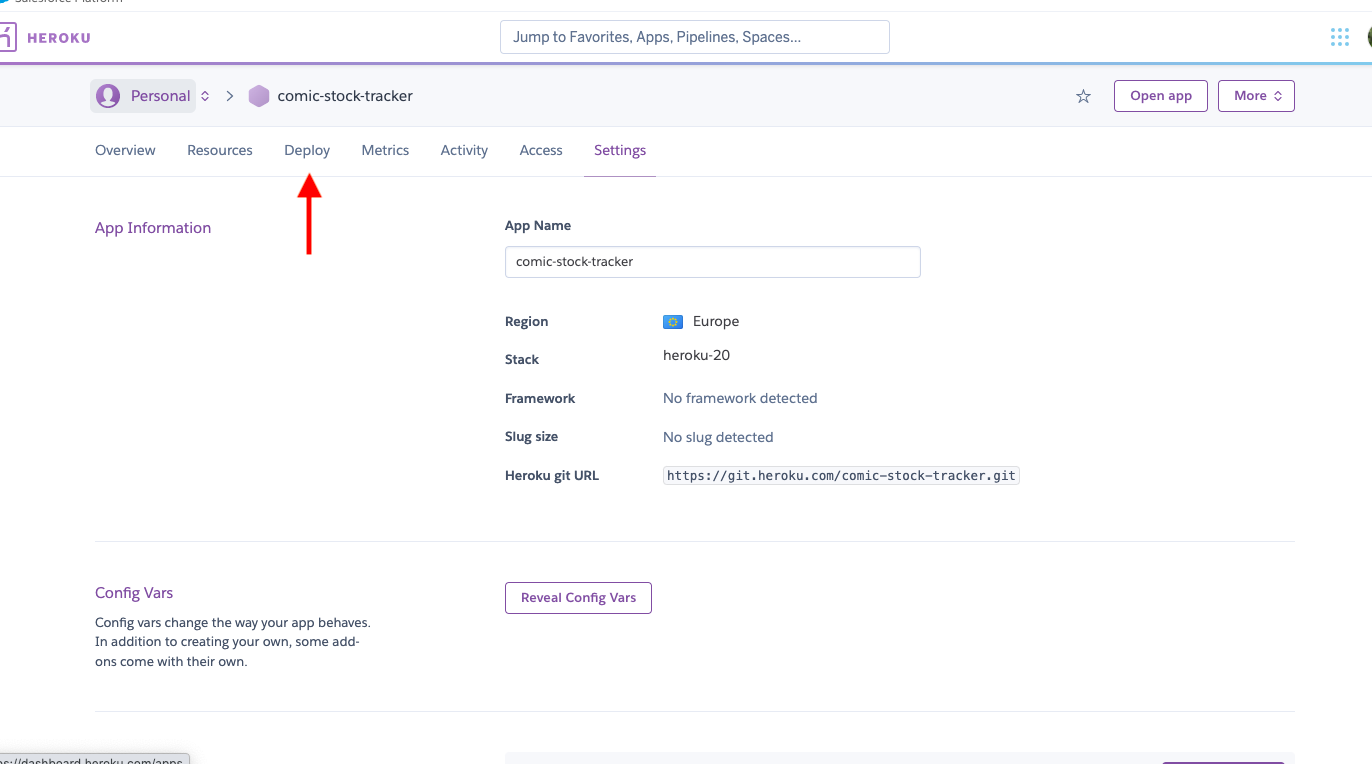 Salesforce Platform
HEROKU
Jump to Favorites, Apps, Pipelines, Spaces...
Personal
comic-stock-tracker
Open app
More
Overview
Resources
Deploy
Metrics
Activity
Access
Settings
App Information
App Name
comic-stock-tracker
Region
Europe
Stack
heroku-20
Framework
No framework detected
Slug size
No slug detected
Heroku git URL
https://git.heroku.com/comic-stock-tracker.git
Config Vars
Reveal Config Vars
Config vars change the way your app behaves.
In addition to creating your own, some add-
ons come with their own.
ps://dashboard.heroku.com/apps